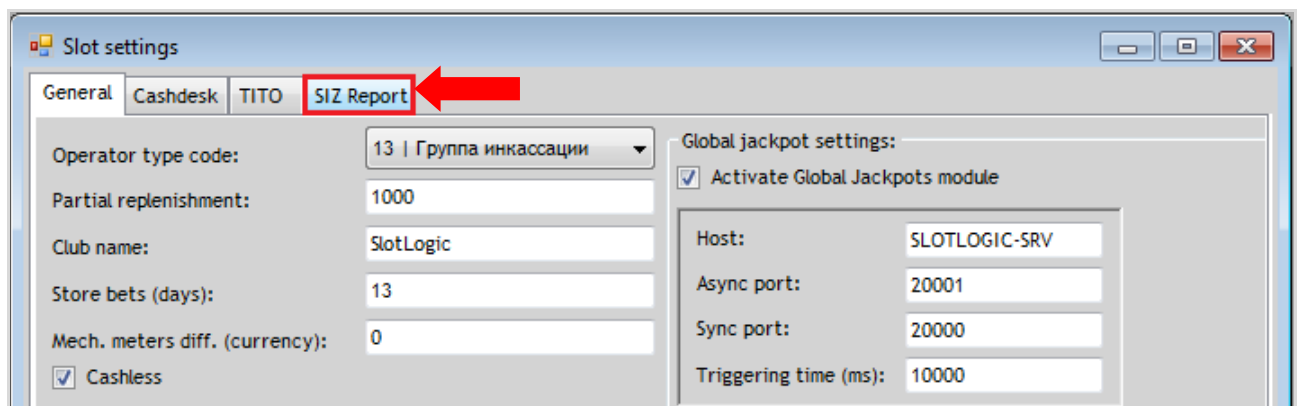 Slot settings
General Cashdesk TITO SIZ Report
Operator type code: 13 | Группа инкассации
Partial replenishment: 1000
Club name: SlotLogic
Store bets (days): 13
Mech. meters diff. (currency): 0
Cashless
Global jackpot settings:
Activate Global Jackpots module
Host: SLOTLOGIC-SRV
Async port: 20001
Sync port: 20000
Triggering time (ms): 10000